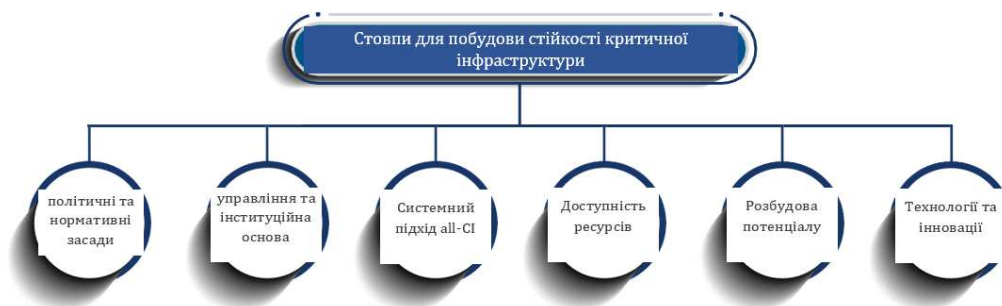 Стовпи для побудови стійкості критичної
інфраструктури
політичні та
нормативні
засади
управління та
інституційна
основа
Системний
підхід all-CI
Доступність
ресурсів
Розбудова
потенціалу
Технології та
інновації